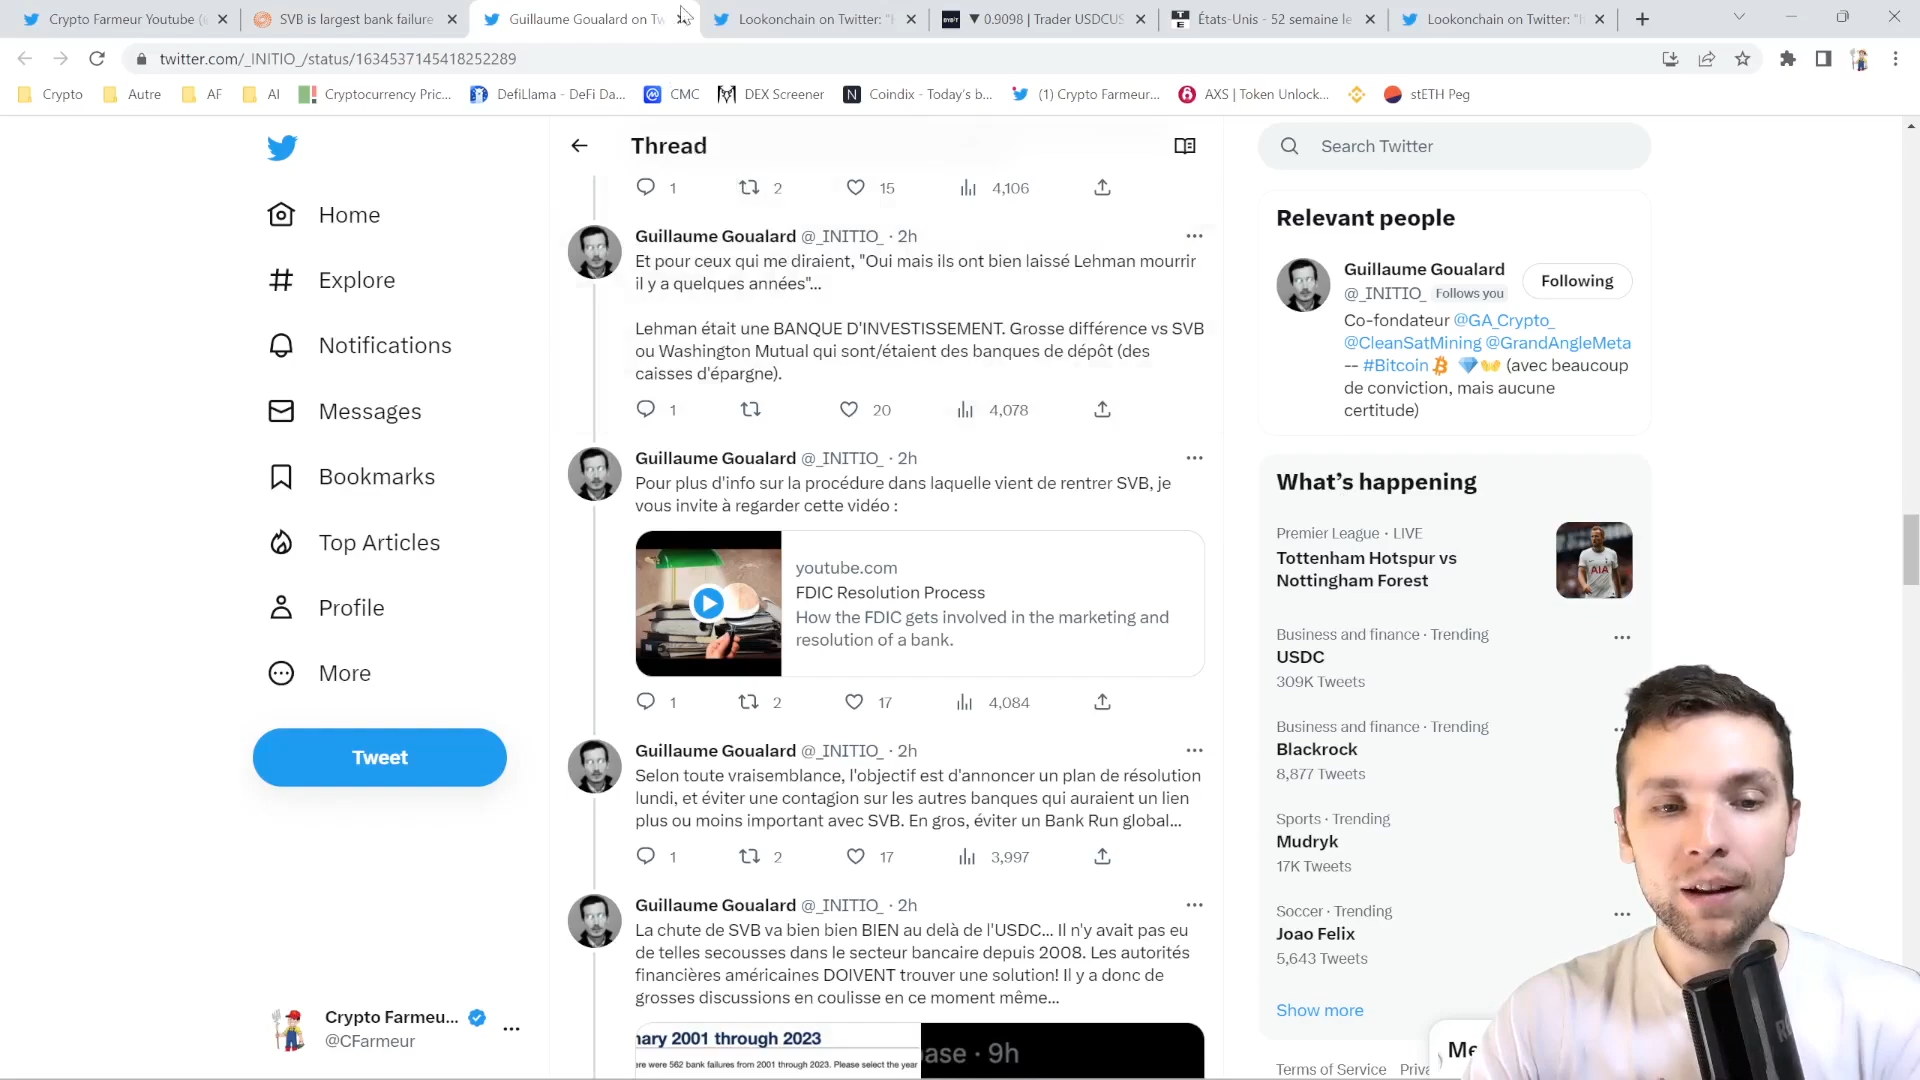 Crypto Farmeur Youtube (
SVB is largest bank failure
Guillaume Goualard on Tw
Lookonchain on Twitter: "
▼ 0.9098 | Trader USDCUS
États-Unis - 52 semaine le
Lookonchain on Twitter: "
twitter.com/_INITIO_/status/1634537145418252289
Crypto
Autre
AF
AI
Cryptocurrency Pric...
DefiLlama - DeFi Da...
CMC
DEX Screener
Coindix - Today's b...
(1) Crypto Farmeur...
AXS | Token Unlock...
stETH Peg
Home
Explore
Notifications
Messages
Bookmarks
Top Articles
Profile
More
Tweet
Crypto Farmeu...
@CFarmeur
Thread
1 2 15 4,106
Guillaume Goualard @_INITIO_ · 2h
Et pour ceux qui me diraient, "Oui mais ils ont bien laissé Lehman mourrir
il y a quelques années"...
Lehman était une BANQUE D'INVESTISSEMENT. Grosse différence vs SVB
ou Washington Mutual qui sont/étaient des banques de dépôt (des
caisses d'épargne).
1 20 4,078
Guillaume Goualard @_INITIO_ · 2h
Pour plus d'info sur la procédure dans laquelle vient de rentrer SVB, je
vous invite à regarder cette vidéo :
youtube.com
FDIC Resolution Process
How the FDIC gets involved in the marketing and
resolution of a bank.
1 2 17 4,084
Guillaume Goualard @_INITIO_ · 2h
Selon toute vraisemblance, l'objectif est d'annoncer un plan de résolution
lundi, et éviter une contagion sur les autres banques qui auraient un lien
plus ou moins important avec SVB. En gros, éviter un Bank Run global...
1 2 17 3,997
Guillaume Goualard @_INITIO_ · 2h
La chute de SVB va bien bien BIEN au delà de l'USDC... Il n'y avait pas eu
de telles secousses dans le secteur bancaire depuis 2008. Les autorités
financières américaines DOIVENT trouver une solution! Il y a donc de
grosses discussions en coulisse en ce moment même...
nary 2001 through 2023
ere were 562 bank failures from 2001 through 2023. Please select the year
ase · 9h
Search Twitter
Relevant people
Guillaume Goualard
@_INITIO_ Follows you
Following
Co-fondateur @GA_Crypto_
@CleanSatMining @GrandAngleMeta
-- #Bitcoin (avec beaucoup
de conviction, mais aucune
certitude)
What's happening
Premier League · LIVE
Tottenham Hotspur vs
Nottingham Forest
AIA
Business and finance · Trending
USDC
309K Tweets
Business and finance · Trending
Blackrock
8,877 Tweets
Sports · Trending
Mudryk
17K Tweets
Soccer · Trending
Joao Felix
5,643 Tweets
Show more
Terms of Service
Me